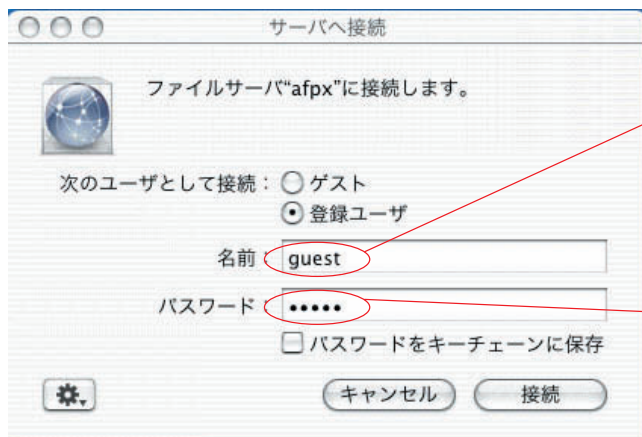 サーバへ接続
ファイルサーバ“afpx”に接続します。
次のユーザとして接続：
ゲスト
登録ユーザ
名前：guest
パスワード：•••••
パスワードをキーチェーンに保存
キャンセル
接続